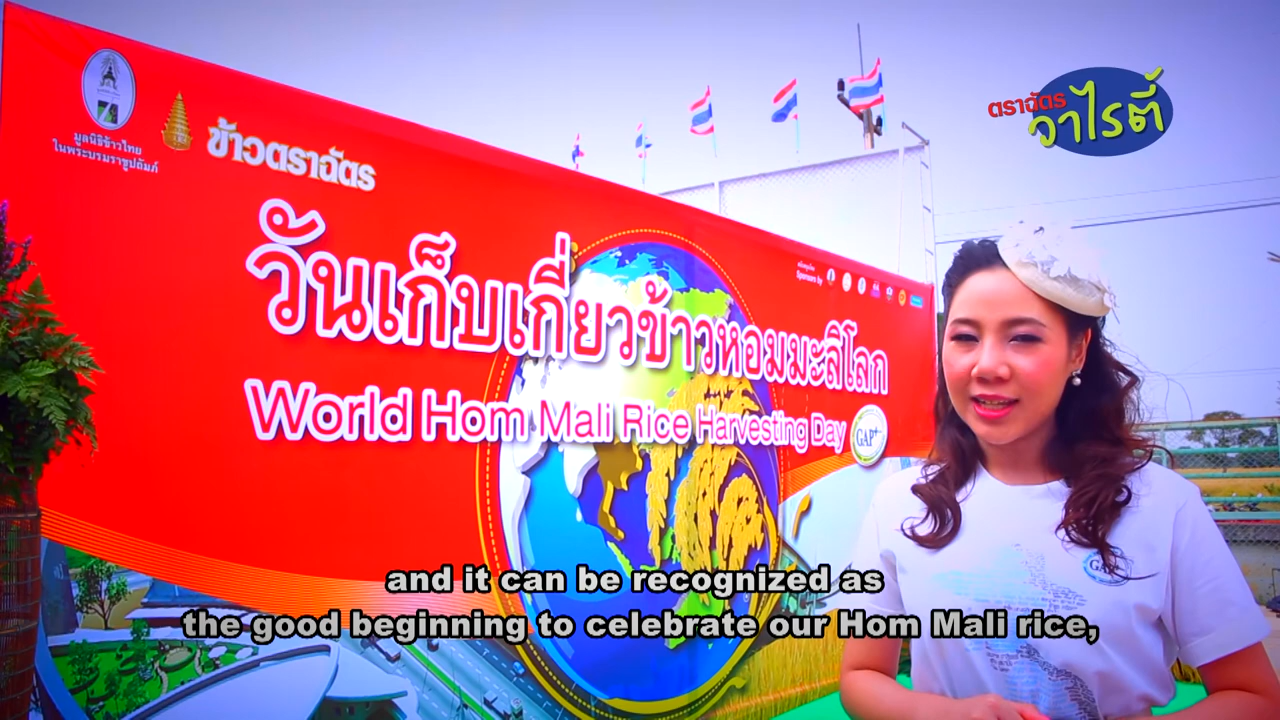 มูลนิธิข้าวไทย
ในพระบรมราชูปถัมภ์
ข้าวตราฉัตร
ตราฉัตร
วาไรตี้
วันเก็บเกี่ยวข้าวหอมมะลิโลก
Sponsors by
World Hom Mali Rice Harvesting Day
GAP+
GAP+
and it can be recognized as
the good beginning to celebrate our Hom Mali rice,